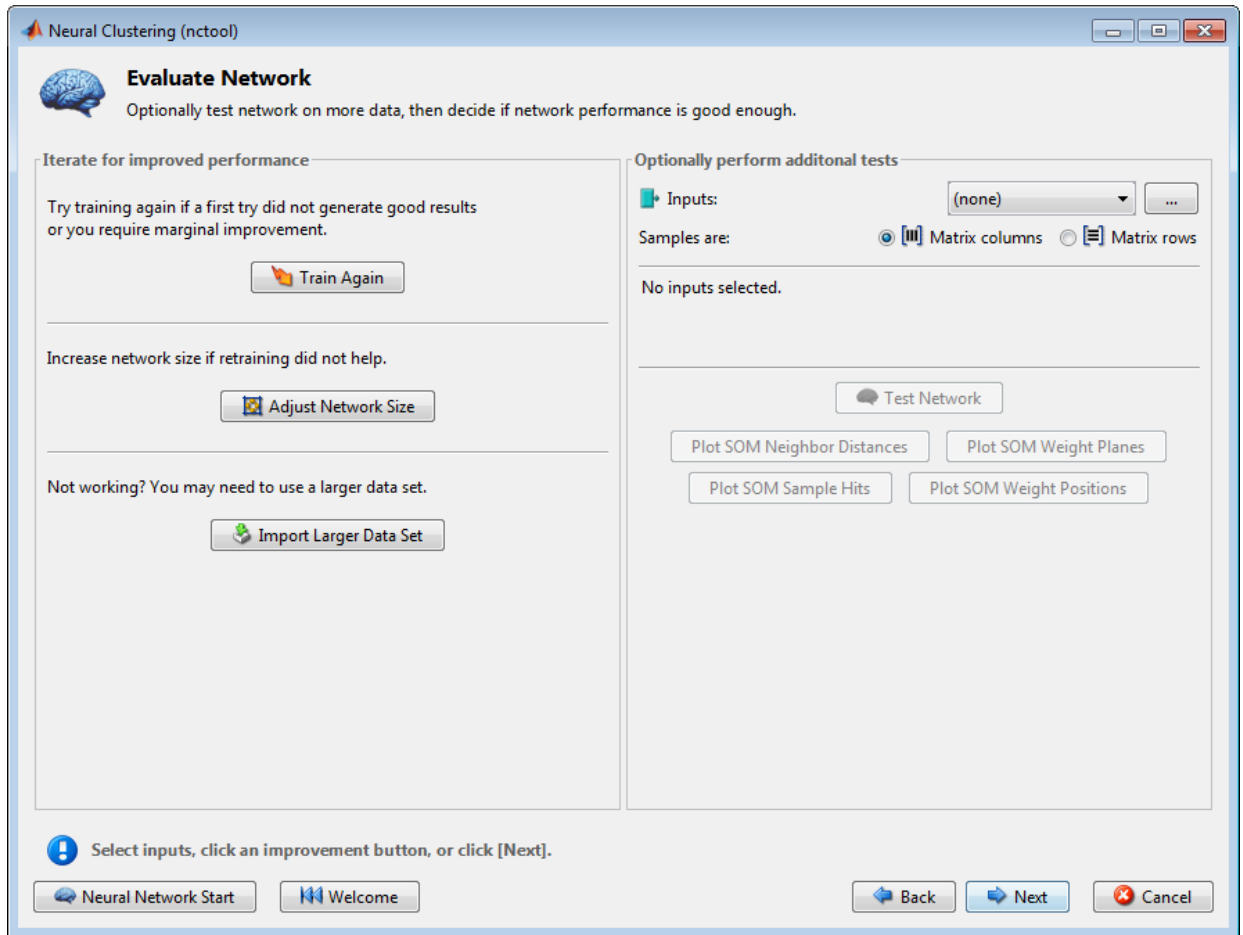 Neural Clustering (nctool)
Evaluate Network
Optionally test network on more data, then decide if network performance is good enough.
Iterate for improved performance
Try training again if a first try did not generate good results
or you require marginal improvement.
Train Again
Increase network size if retraining did not help.
Adjust Network Size
Not working? You may need to use a larger data set.
Import Larger Data Set
Optionally perform additonal tests
Inputs: (none) ...
Samples are: Matrix columns Matrix rows
No inputs selected.
Test Network
Plot SOM Neighbor Distances Plot SOM Weight Planes
Plot SOM Sample Hits Plot SOM Weight Positions
Select inputs, click an improvement button, or click [Next].
Neural Network Start Welcome Back Next Cancel